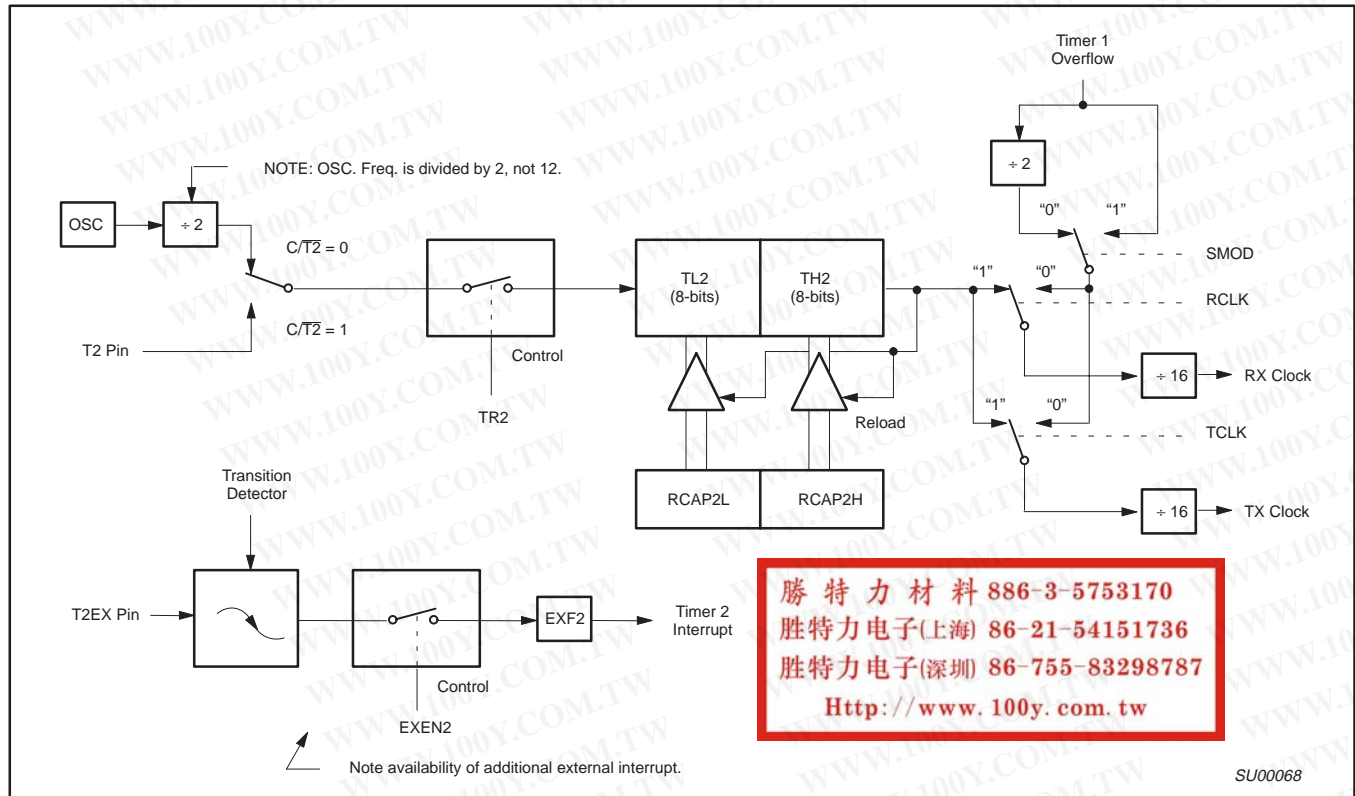 Timer 1
Overflow
NOTE: OSC. Freq. is divided by 2, not 12.
÷ 2
"0" "1"
OSC
÷ 2
C/T2 = 0
SMOD
TL2
(8-bits)
TH2
(8-bits)
"1" "0"
RCLK
C/T2 = 1
T2 Pin
Control
÷ 16
RX Clock
TR2
Reload
"1" "0"
TCLK
Transition
Detector
RCAP2L
RCAP2H
÷ 16
TX Clock
T2EX Pin
EXF2
Timer 2
Interrupt
Control
EXEN2
勝 特 力 材 料 886-3-5753170
胜特力电子(上海) 86-21-54151736
胜特力电子(深圳) 86-755-83298787
Http://www. 100y. com. tw
Note availability of additional external interrupt.
SU00068
WWW.100Y.COM.TW